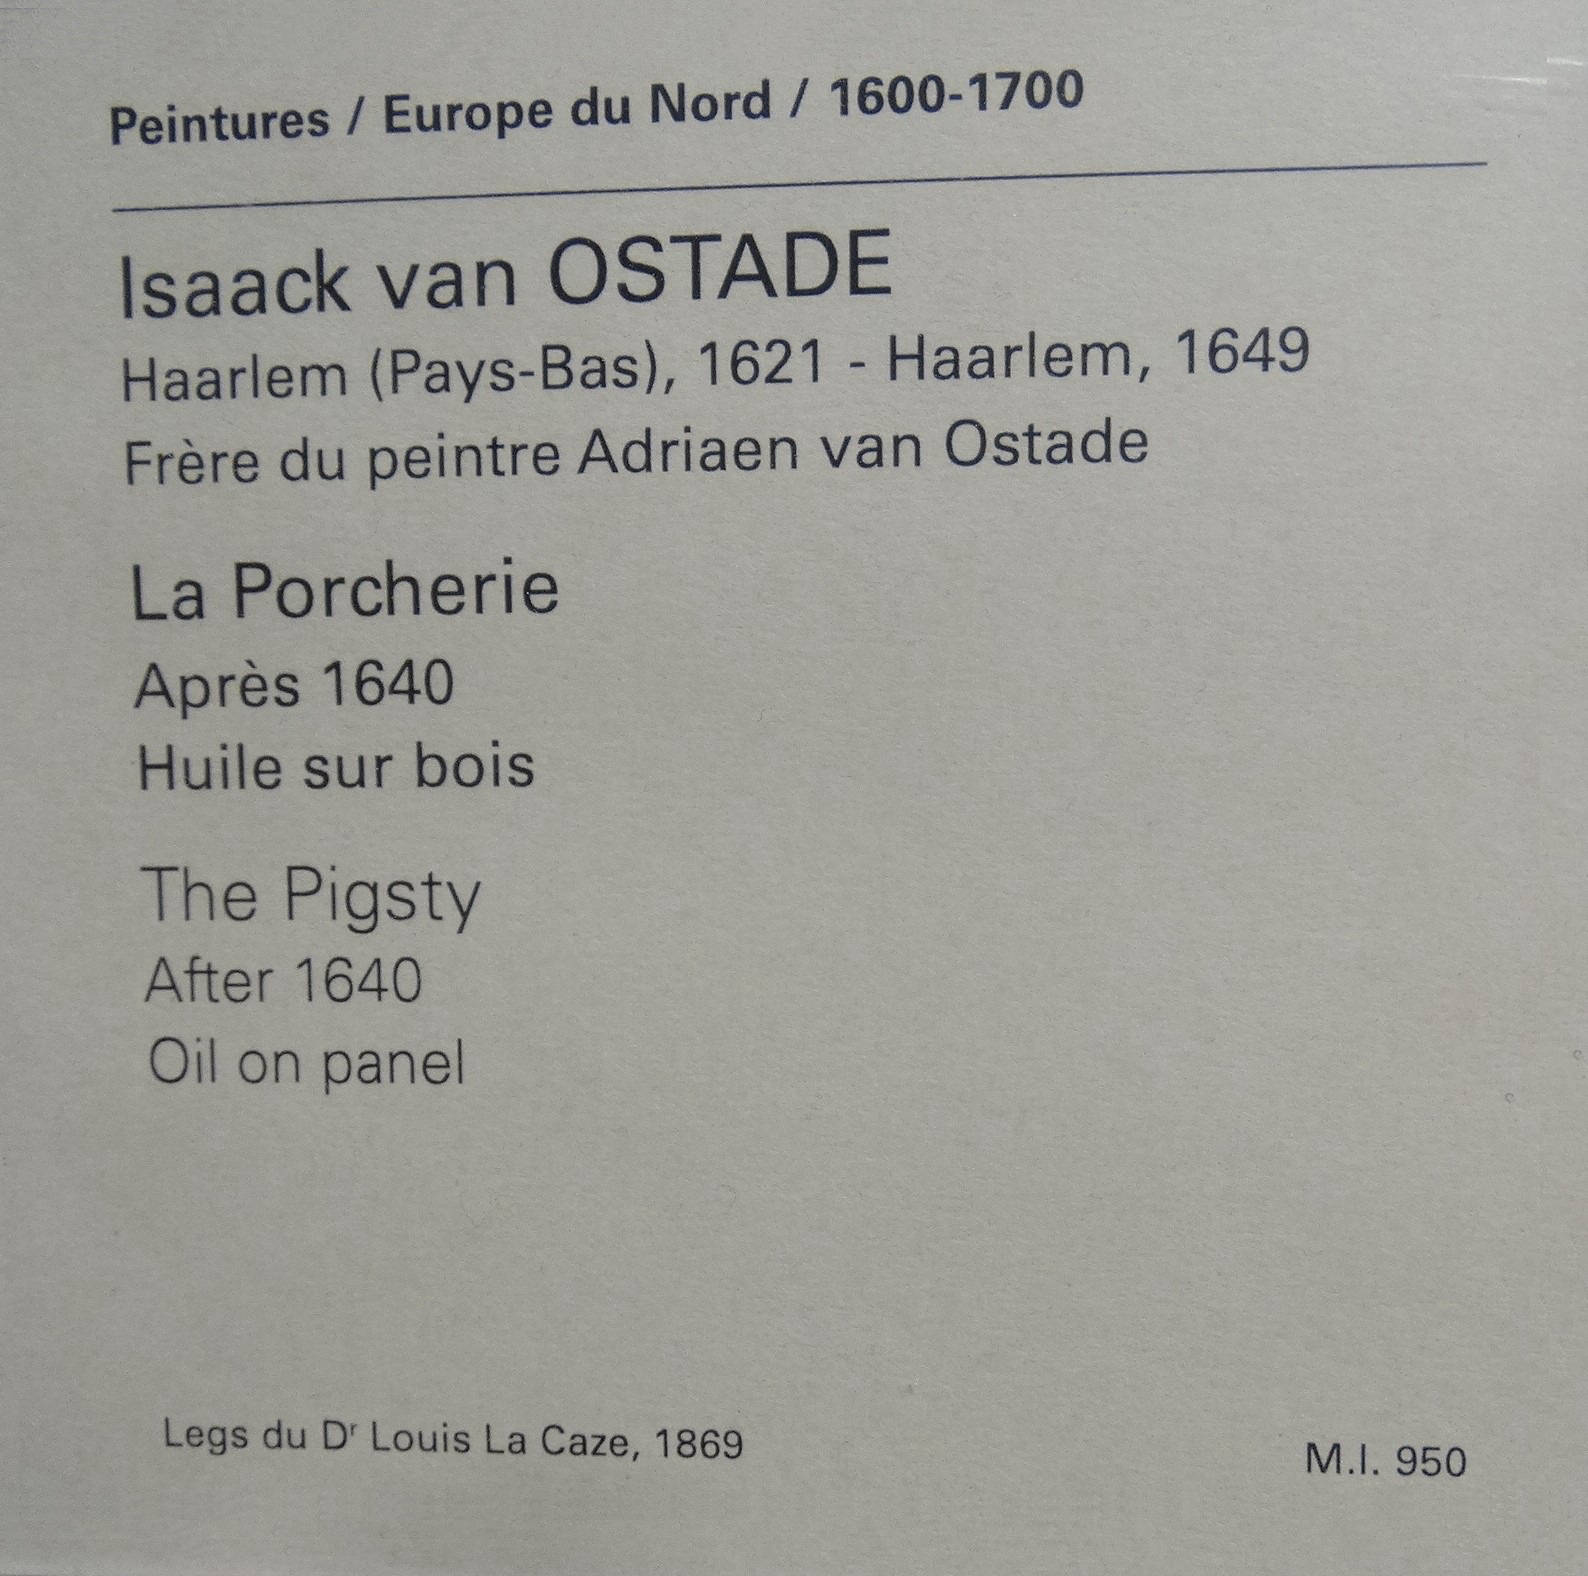 Peintures / Europe du Nord / 1600-1700
Isaack van OSTADE
Haarlem (Pays-Bas), 1621 - Haarlem, 1649
Frère du peintre Adriaen van Ostade
La Porcherie
Après 1640
Huile sur bois
The Pigsty
After 1640
Oil on panel
Legs du Dʳ Louis La Caze, 1869
M.I. 950